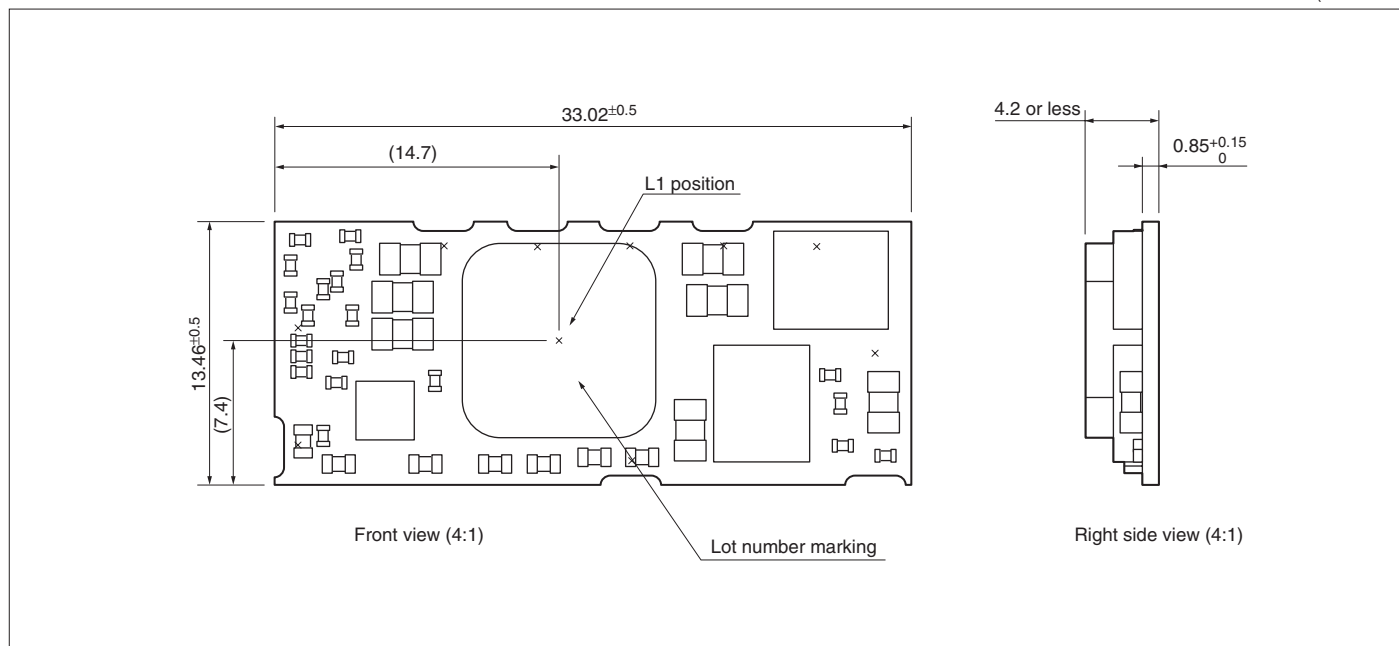 33.02±0.5
4.2 or less
0.85+0.15
0
(14.7)
L1 position
13.46±0.5
(7.4)
Front view (4:1)
Lot number marking
Right side view (4:1)